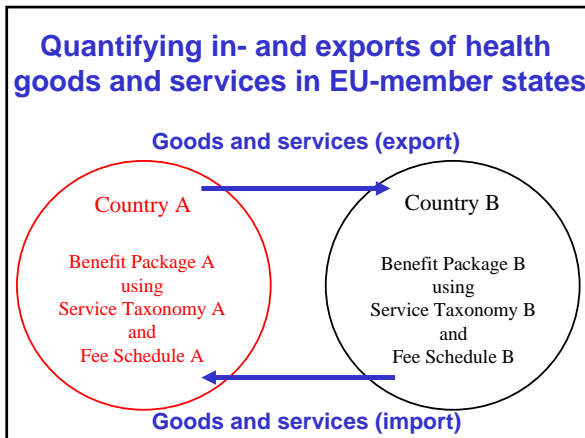 Quantifying in- and exports of health
goods and services in EU-member states
Goods and services (export)
Country A
Benefit Package A
using
Service Taxonomy A
and
Fee Schedule A
Country B
Benefit Package B
using
Service Taxonomy B
and
Fee Schedule B
Goods and services (import)